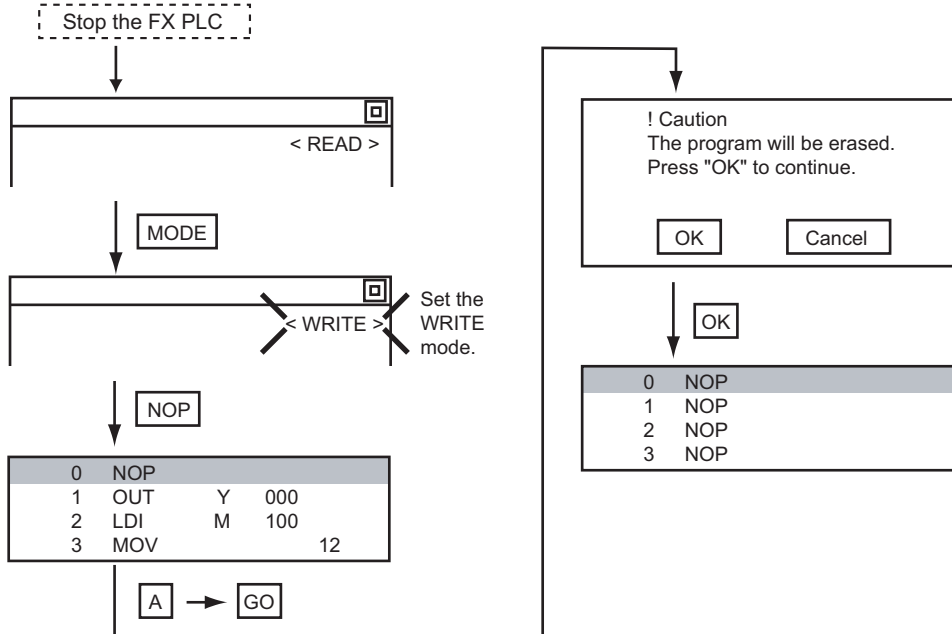 Stop the FX PLC
< READ >
MODE
< WRITE >
Set the
WRITE
mode.
NOP
0 NOP
1 OUT Y 000
2 LDI M 100
3 MOV 12
A GO
! Caution
The program will be erased.
Press "OK" to continue.
OK Cancel
OK
0 NOP
1 NOP
2 NOP
3 NOP